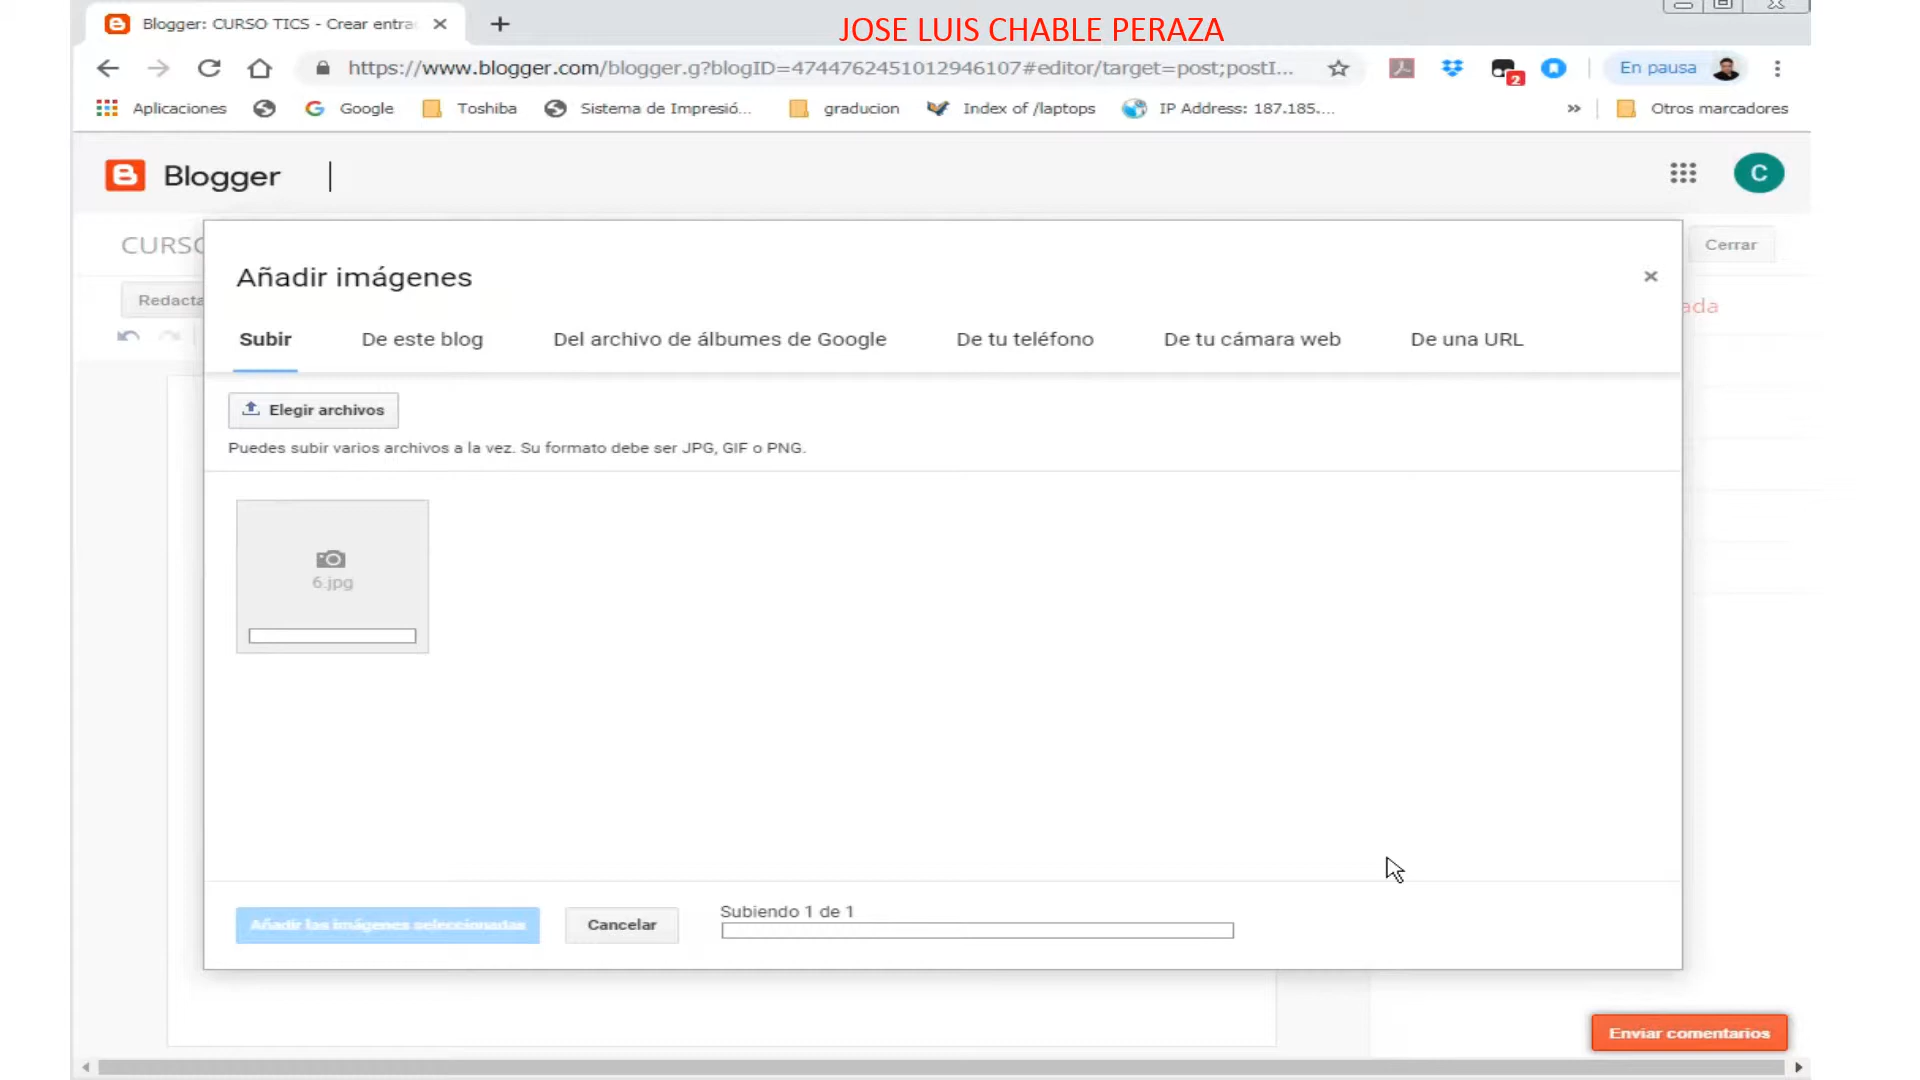 Blogger: CURSO TICS - Crear entra
JOSE LUIS CHABLE PERAZA
https://www.blogger.com/blogger.g?blogID=4744762451012946107#editor/target=post;postI...
2
En pausa
Aplicaciones
Google
Toshiba
Sistema de Impresió...
graducion
Index of /laptops
IP Address: 187.185....
»
Otros marcadores
Blogger
C
CURSO
Cerrar
Añadir imágenes
Redacta
ada
Subir
De este blog
Del archivo de álbumes de Google
De tu teléfono
De tu cámara web
De una URL
Elegir archivos
Puedes subir varios archivos a la vez. Su formato debe ser JPG, GIF o PNG.
6.jpg
Añadir las imágenes seleccionadas
Cancelar
Subiendo 1 de 1
Enviar comentarios